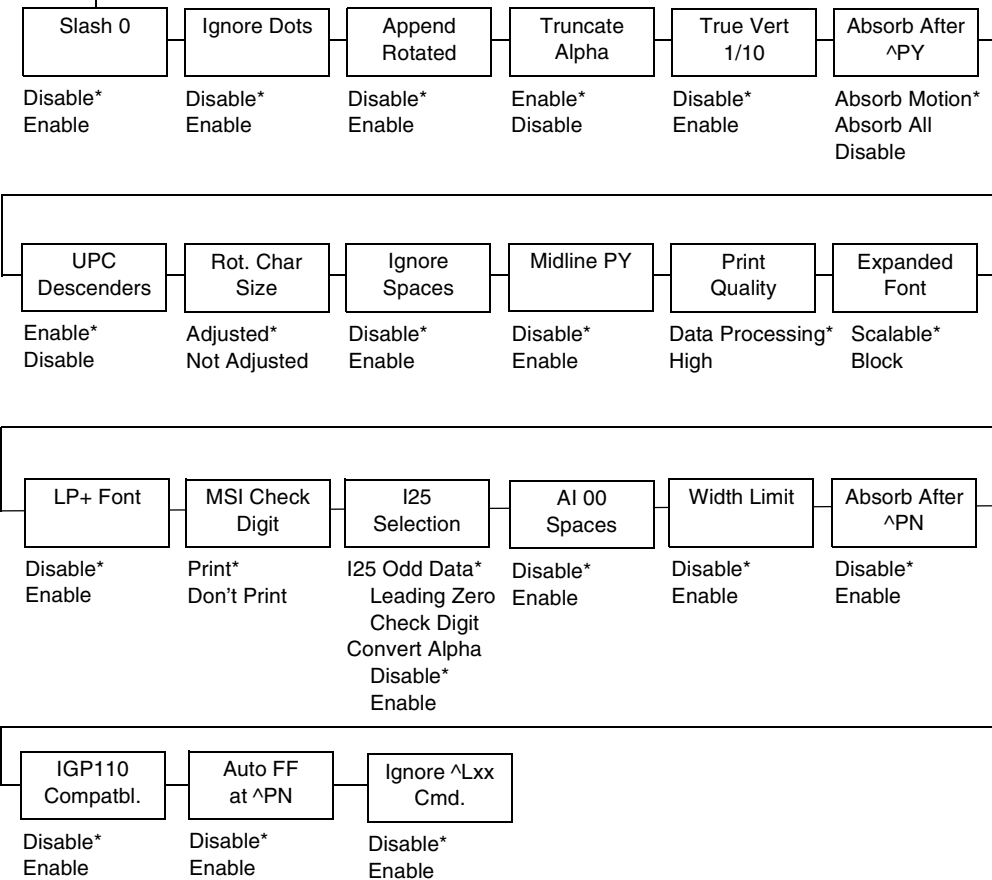 Slash 0
Disable*
Enable
Ignore Dots
Disable*
Enable
Append
Rotated
Disable*
Enable
Truncate
Alpha
Enable*
Disable
True Vert
1/10
Disable*
Enable
Absorb After
^PY
Absorb Motion*
Absorb All
Disable
UPC
Descenders
Enable*
Disable
Rot. Char
Size
Adjusted*
Not Adjusted
Ignore
Spaces
Disable*
Enable
Midline PY
Disable*
Enable
Print
Quality
Data Processing*
High
Expanded
Font
Scalable*
Block
LP+ Font
Disable*
Enable
MSI Check
Digit
Print*
Don't Print
I25
Selection
I25 Odd Data*
Leading Zero
Check Digit
Convert Alpha
Disable*
Enable
AI 00
Spaces
Disable*
Enable
Width Limit
Disable*
Enable
Absorb After
^PN
Disable*
Enable
IGP110
Compatbl.
Disable*
Enable
Auto FF
at ^PN
Disable*
Enable
Ignore ^Lxx
Cmd.
Disable*
Enable